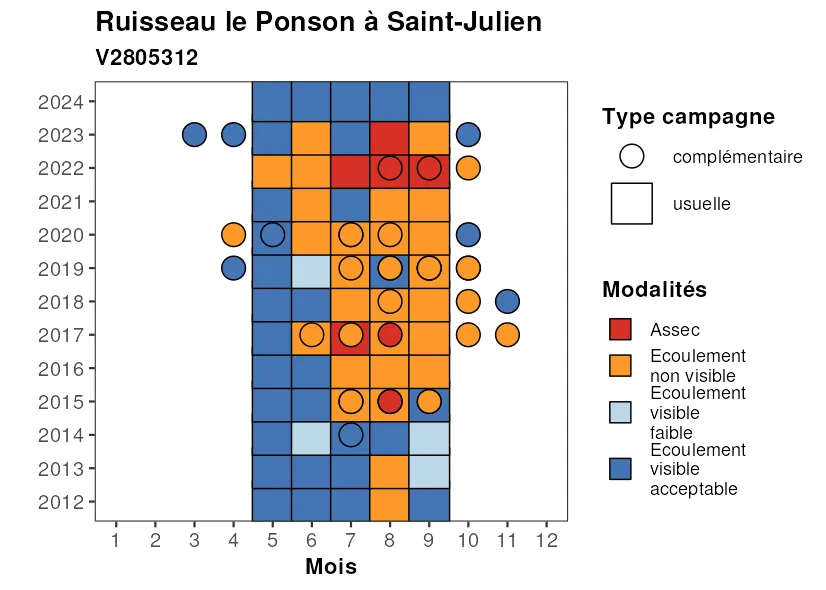 Ruisseau le Ponson à Saint-Julien
V2805312
2024
2023
2022
2021
2020
2019
2018
2017
2016
2015
2014
2013
2012
1 2 3 4 5 6 7 8 9 10 11 12
Mois
Type campagne
complémentaire
usuelle
Modalités
Assec
Ecoulement
non visible
Ecoulement
visible
faible
Ecoulement
visible
acceptable